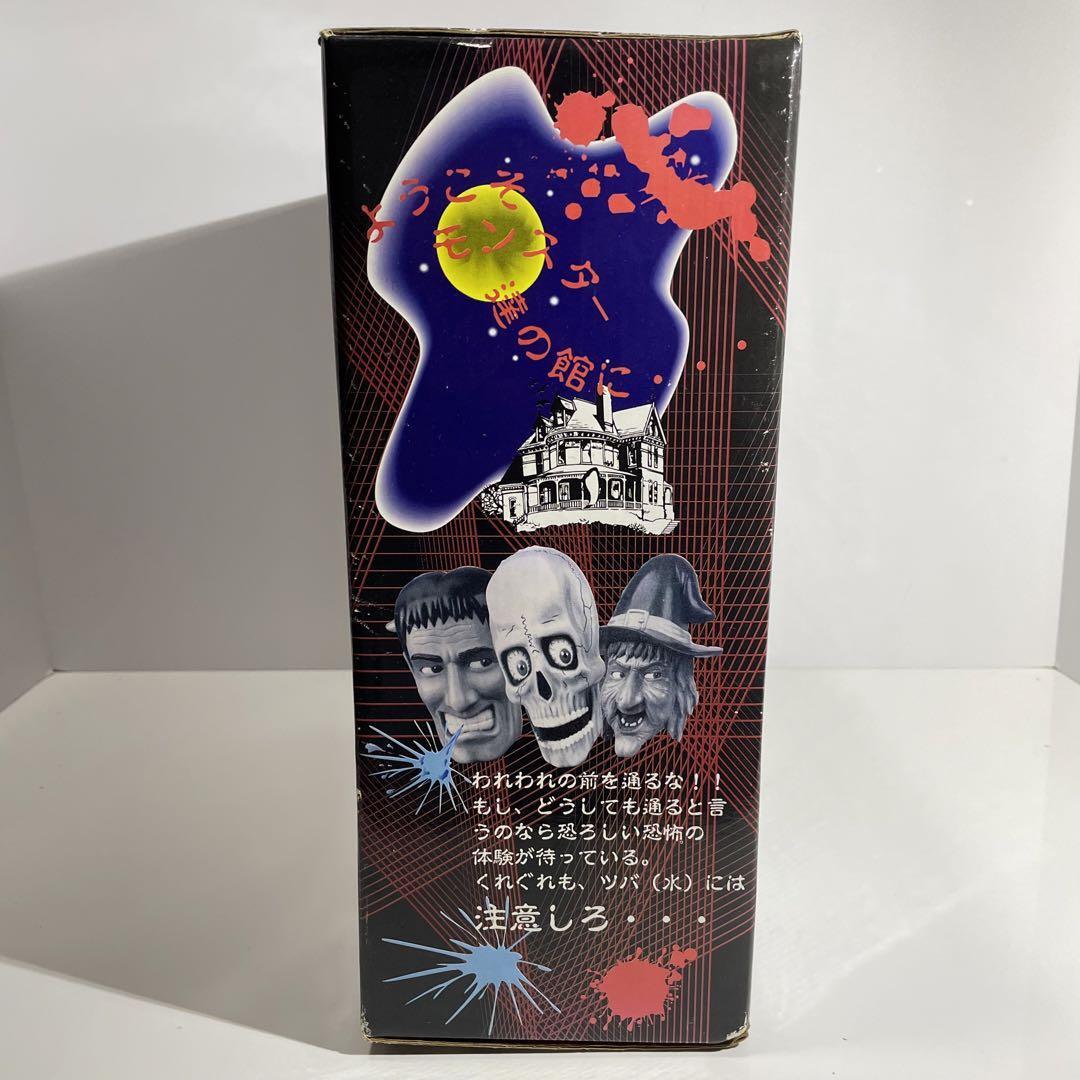 ようこそ
モンスター
達の館に・
われわれの前を通るな！！
もし、どうしても通ると言
うのなら恐ろしい恐怖の
体験が待っている。
くれぐれも、ツバ（水）には
注意しろ・・・